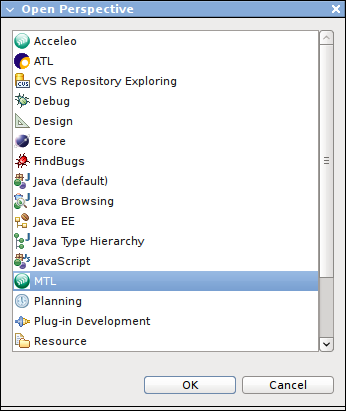 Open Perspective
Acceleo
ATL
CVS Repository Exploring
Debug
Design
Ecore
FindBugs
Java (default)
Java Browsing
Java EE
Java Type Hierarchy
JavaScript
MTL
Planning
Plug-in Development
Resource
OK Cancel